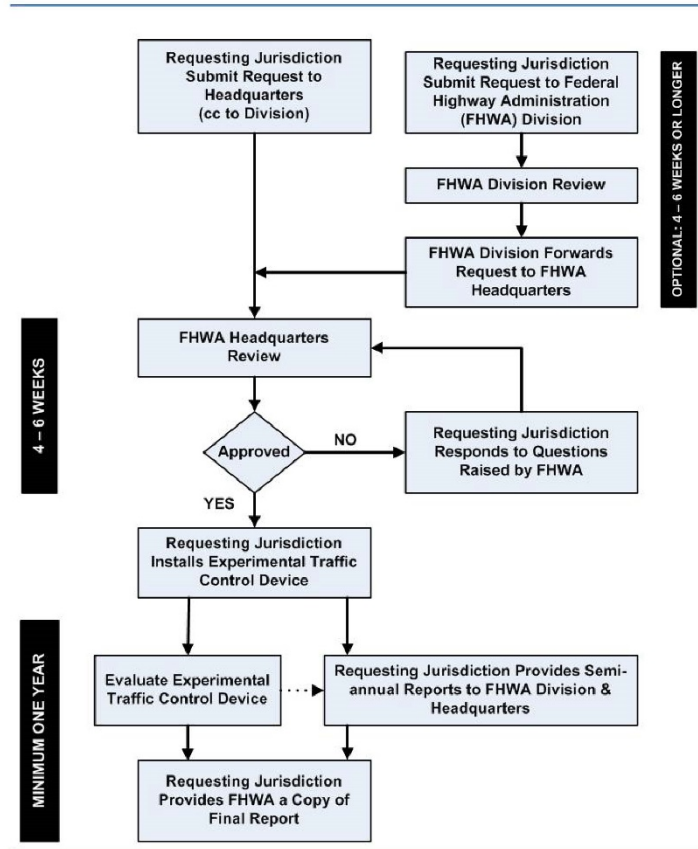 Requesting Jurisdiction
Submit Request to
Headquarters
(cc to Division)
Requesting Jurisdiction
Submit Request to Federal
Highway Administration
(FHWA) Division
OPTIONAL: 4 – 6 WEEKS OR LONGER
FHWA Division Review
FHWA Division Forwards
Request to FHWA
Headquarters
FHWA Headquarters
Review
4 – 6 WEEKS
Approved
NO
Requesting Jurisdiction
Responds to Questions
Raised by FHWA
YES
Requesting Jurisdiction
Installs Experimental Traffic
Control Device
MINIMUM ONE YEAR
Evaluate Experimental
Traffic Control Device
Requesting Jurisdiction Provides Semi-
annual Reports to FHWA Division &
Headquarters
Requesting Jurisdiction
Provides FHWA a Copy of
Final Report